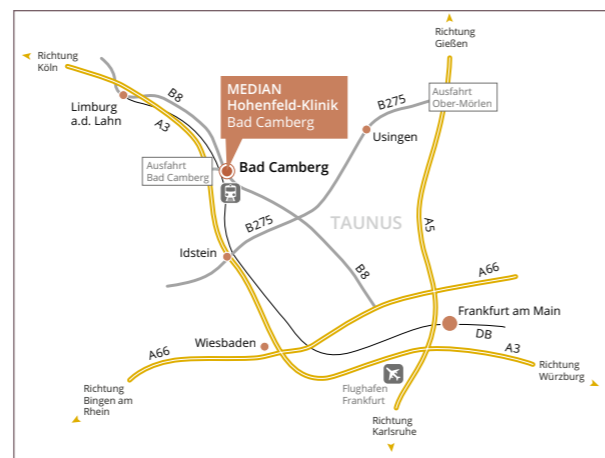 Richtung
Gießen
Richtung
Köln
B8
MEDIAN
Hohenfeld-Klinik
Bad Camberg
Ausfahrt
Ober-Mörlen
B275
Limburg
a.d. Lahn
A3
Usingen
Ausfahrt
Bad Camberg
Bad Camberg
TAUNUS
A5
B275
Idstein
B8
A66
Frankfurt am Main
DB
Wiesbaden
A66
A3
Richtung
Würzburg
Flughafen
Frankfurt
Richtung
Bingen am
Rhein
Richtung
Karlsruhe